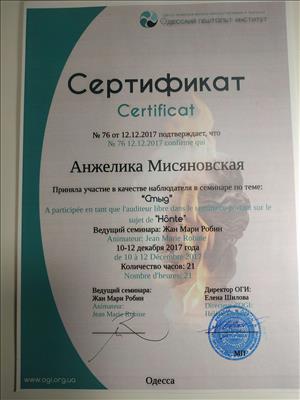 Одесский гештальт институт
Сертификат
Certificat
№ 76 от 12.12.2017 подтверждает, что
№ 76 12.12.2017 confirme qui
Анжелика Мисяновская
Приняла участие в качестве наблюдателя в семинаре по теме:
"Стыд"
A participée en tant que l'auditeur libre dans le séminaire portant sur le
sujet de "Hônte"
Ведущий семинара: Жан Мари Робин
Animateur: Jean Marie Robine
10-12 декабря 2017 года
de 10 à 12 Décembre 2017
Количество часов: 21
Nombre d'heures: 21
Ведущий семинара: Директор ОГИ:
Жан Мари Робин Елена Шилова
Animateur:
Jean Marie Robine
МП
www.ogi.org.ua
Одесса